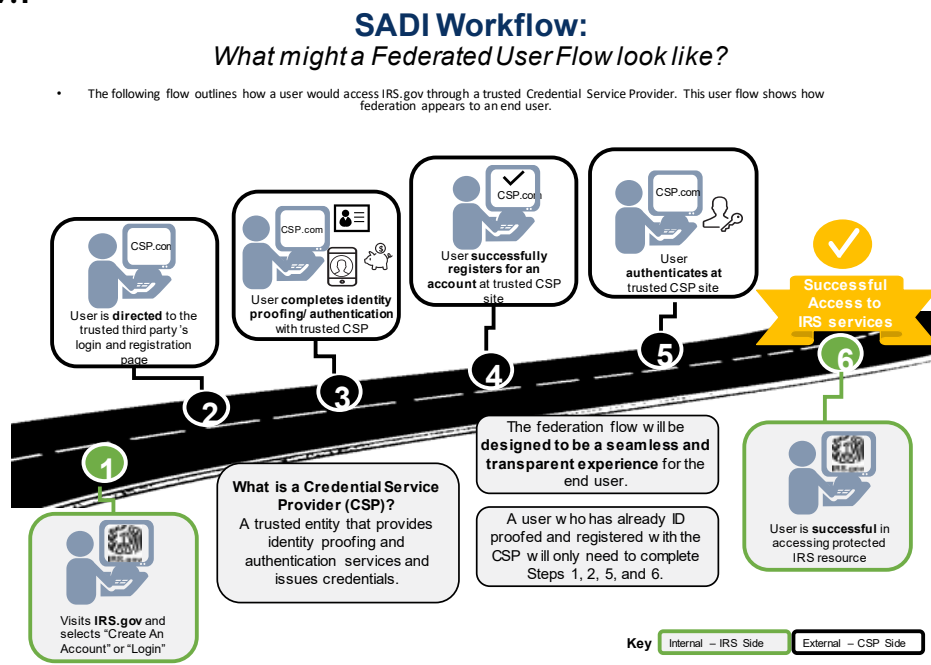 SADI Workflow:
What might a Federated User Flow look like?
• The following flow outlines how a user would access IRS.gov through a trusted Credential Service Provider. This user flow shows how
federation appears to an end user.
CSP.com
User is directed to the
trusted third party's
login and registration
page
2
CSP.com
User completes identity
proofing/ authentication
with trusted CSP
3
CSP.com
User successfully
registers for an
account at trusted CSP
site
4
CSP.com
User
authenticates at
trusted CSP site
5
Successful
Access to
IRS services
6
1
Visits IRS.gov and
selects “Create An
Account” or “Login”
What is a Credential Service
Provider (CSP)?
A trusted entity that provides
identity proofing and
authentication services and
issues credentials.
The federation flow will be
designed to be a seamless and
transparent experience for the
end user.
A user who has already ID
proofed and registered with the
CSP will only need to complete
Steps 1, 2, 5, and 6.
User is successful in
accessing protected
IRS resource
Key
Internal – IRS Side
External – CSP Side